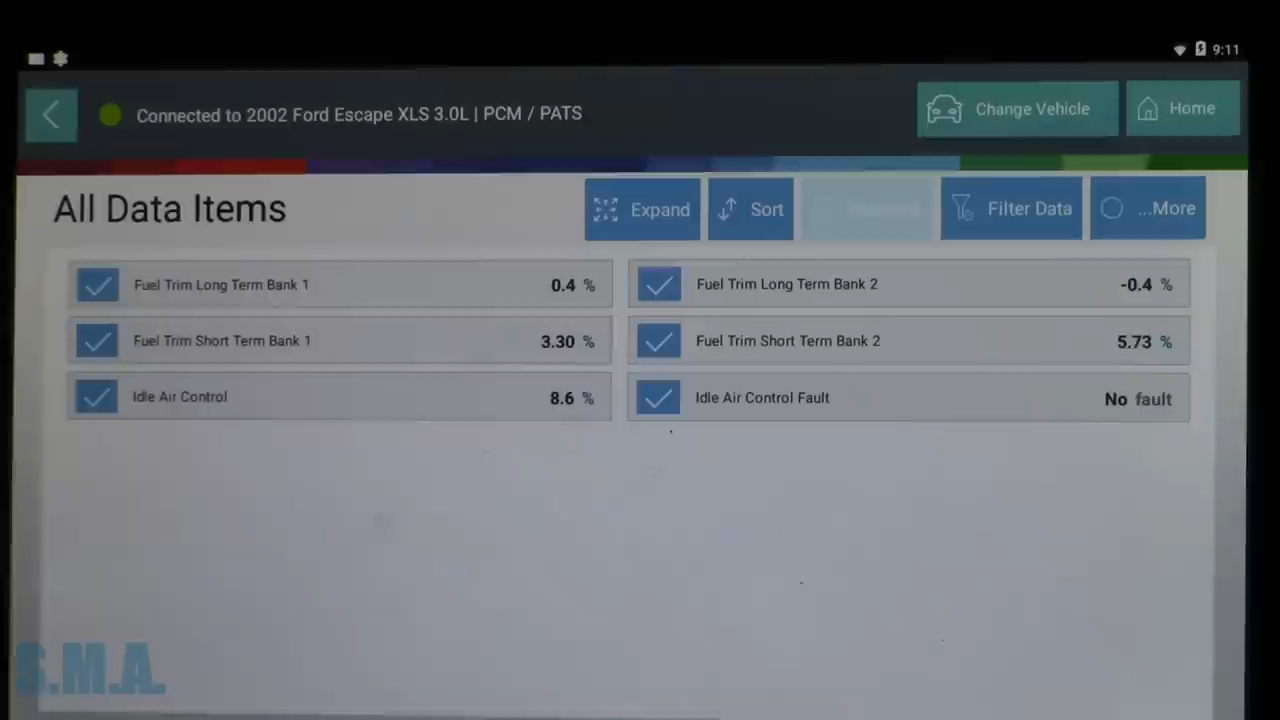 9:11
Connected to 2002 Ford Escape XLS 3.0L | PCM / PATS
Change Vehicle
Home
All Data Items
Expand
Sort
Filter Data
...More
Fuel Trim Long Term Bank 1 0.4 %
Fuel Trim Long Term Bank 2 -0.4 %
Fuel Trim Short Term Bank 1 3.30 %
Fuel Trim Short Term Bank 2 5.73 %
Idle Air Control 8.6 %
Idle Air Control Fault No fault
S.M.A.